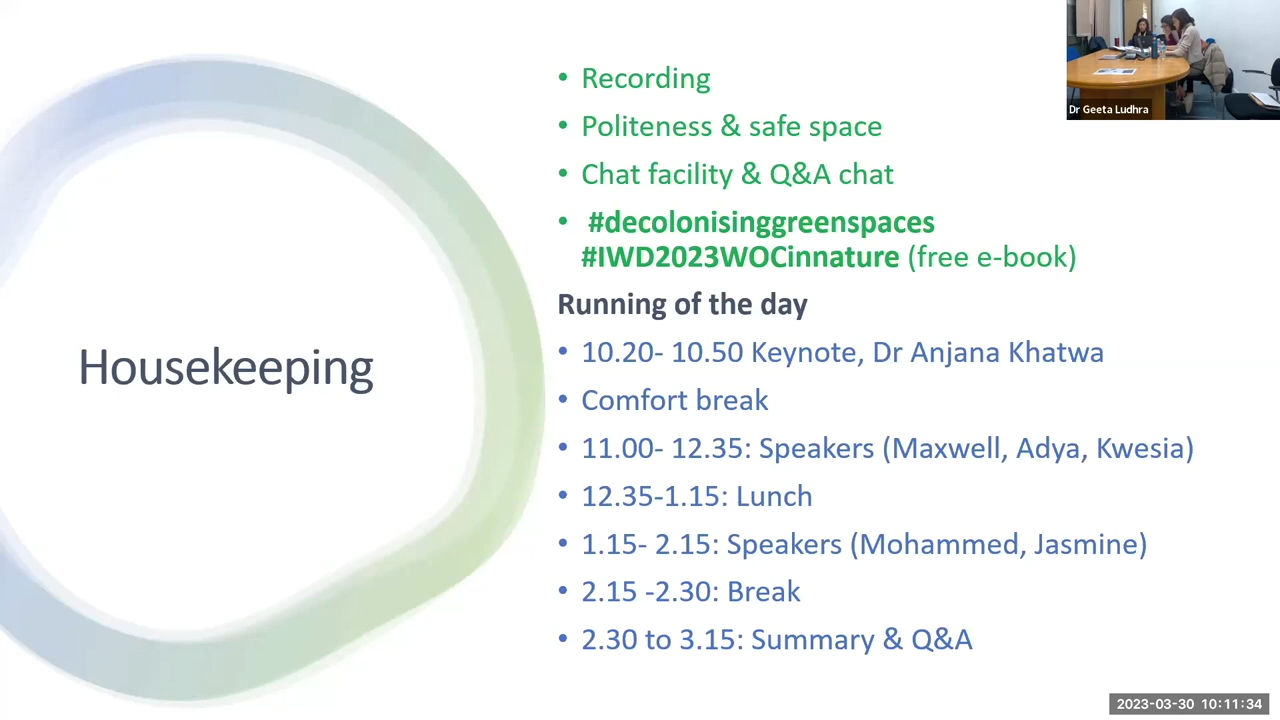 Housekeeping
• Recording
• Politeness & safe space
• Chat facility & Q&A chat
• #decolonisinggreenspaces
#IWD2023WOCinnature (free e-book)
Running of the day
• 10.20- 10.50 Keynote, Dr Anjana Khatwa
• Comfort break
• 11.00- 12.35: Speakers (Maxwell, Adya, Kwesia)
• 12.35-1.15: Lunch
• 1.15- 2.15: Speakers (Mohammed, Jasmine)
• 2.15 -2.30: Break
• 2.30 to 3.15: Summary & Q&A
Dr Geeta Ludhra
2023-03-30 10:11:34